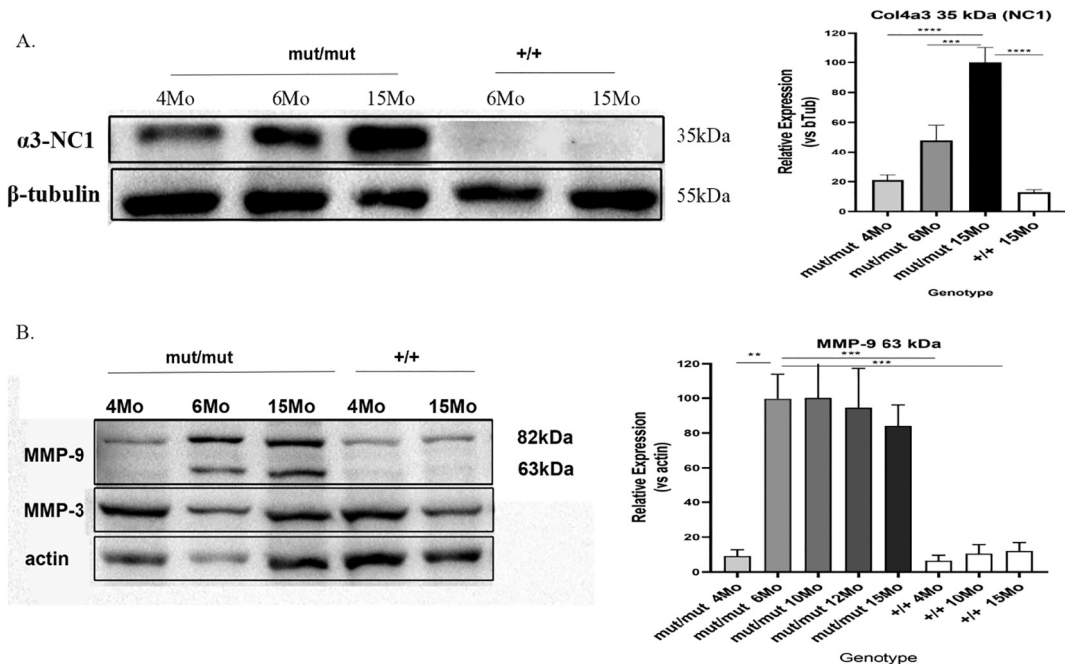 A.
mut/mut +/+
4Mo 6Mo 15Mo 6Mo 15Mo
α3-NC1 35kDa
β-tubulin 55kDa
Col4a3 35 kDa (NC1)
**** *** ****
120
100
80
60
40
20
0
Relative Expression
(vs bTub)
mut/mut 4Mo
mut/mut 6Mo
mut/mut 15Mo
+/+ 15Mo
Genotype
B.
mut/mut +/+
4Mo 6Mo 15Mo 4Mo 15Mo
MMP-9 82kDa
63kDa
MMP-3
actin
MMP-9 63 kDa
** *** ***
120
100
80
60
40
20
0
Relative Expression
(vs actin)
mut/mut 4Mo
mut/mut 6Mo
mut/mut 10Mo
mut/mut 12Mo
mut/mut 15Mo
+/+ 4Mo
+/+ 10Mo
+/+ 15Mo
Genotype